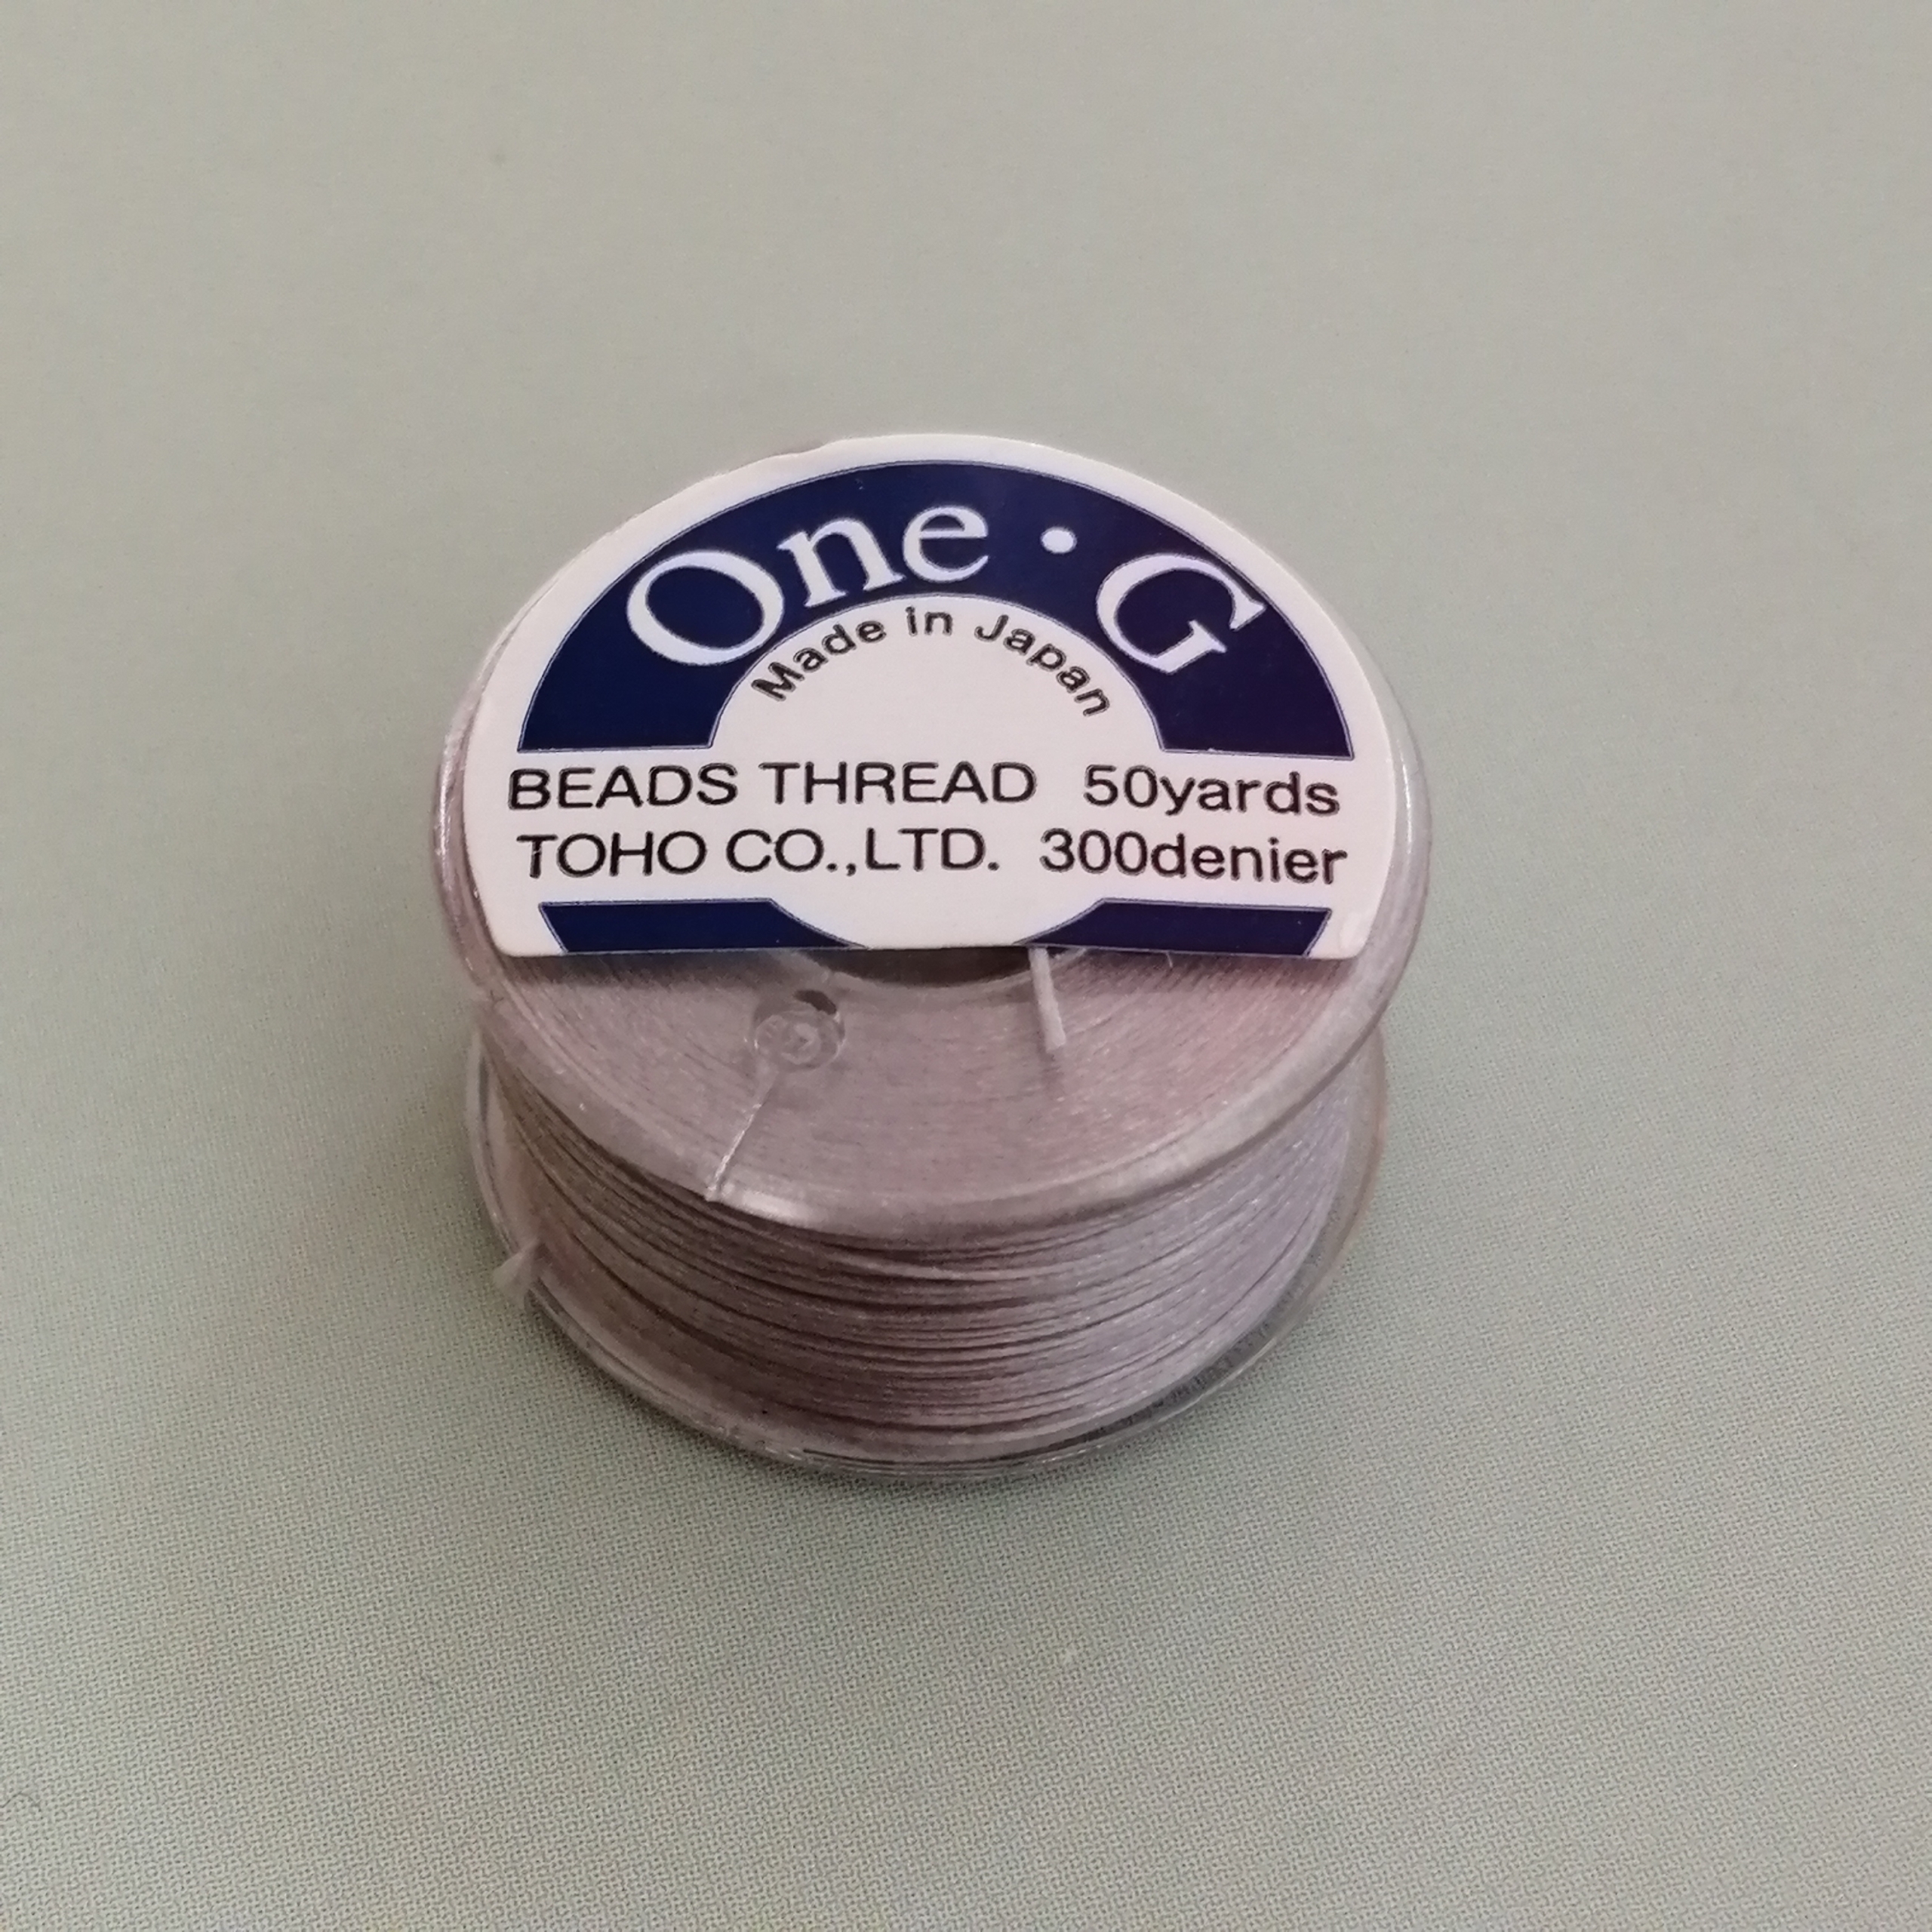 One·G
Made in Japan
BEADS THREAD 50yards
TOHO CO.,LTD. 300denier